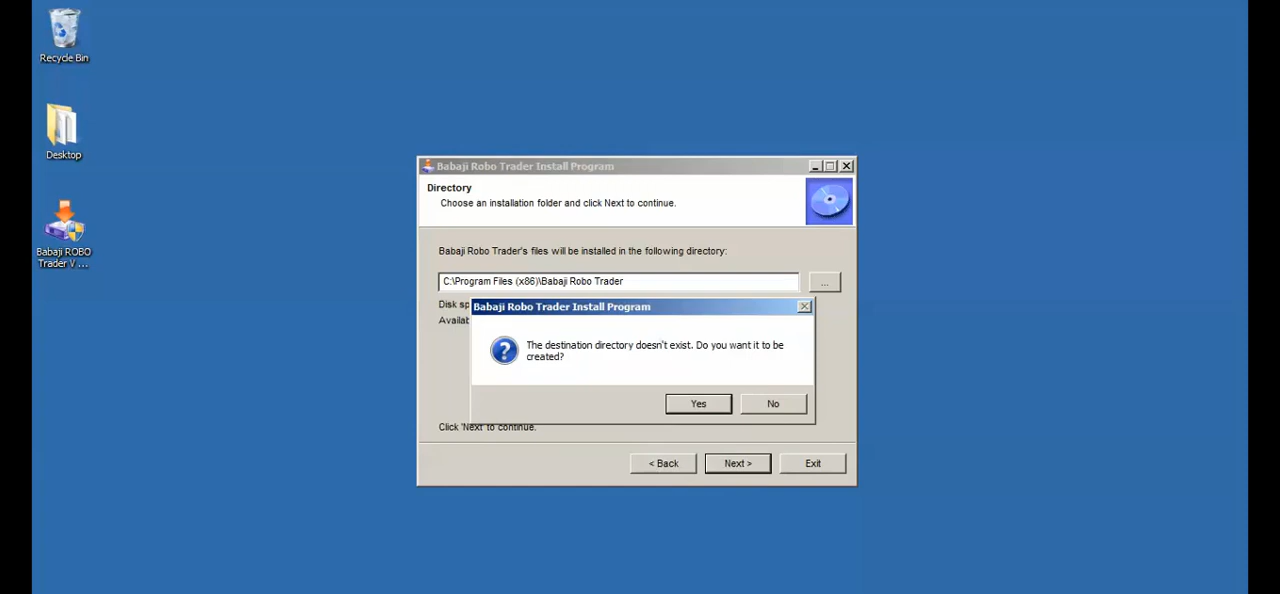 Recycle Bin
Desktop
Babaji ROBO
Trader V ...
Babaji Robo Trader Install Program
Directory
Choose an installation folder and click Next to continue.
Babaji Robo Trader's files will be installed in the following directory:
C:\Program Files (x86)\Babaji Robo Trader
...
Disk sp
Availab
Babaji Robo Trader Install Program
The destination directory doesn't exist. Do you want it to be
created?
Yes
No
Click 'Next' to continue.
< Back
Next >
Exit